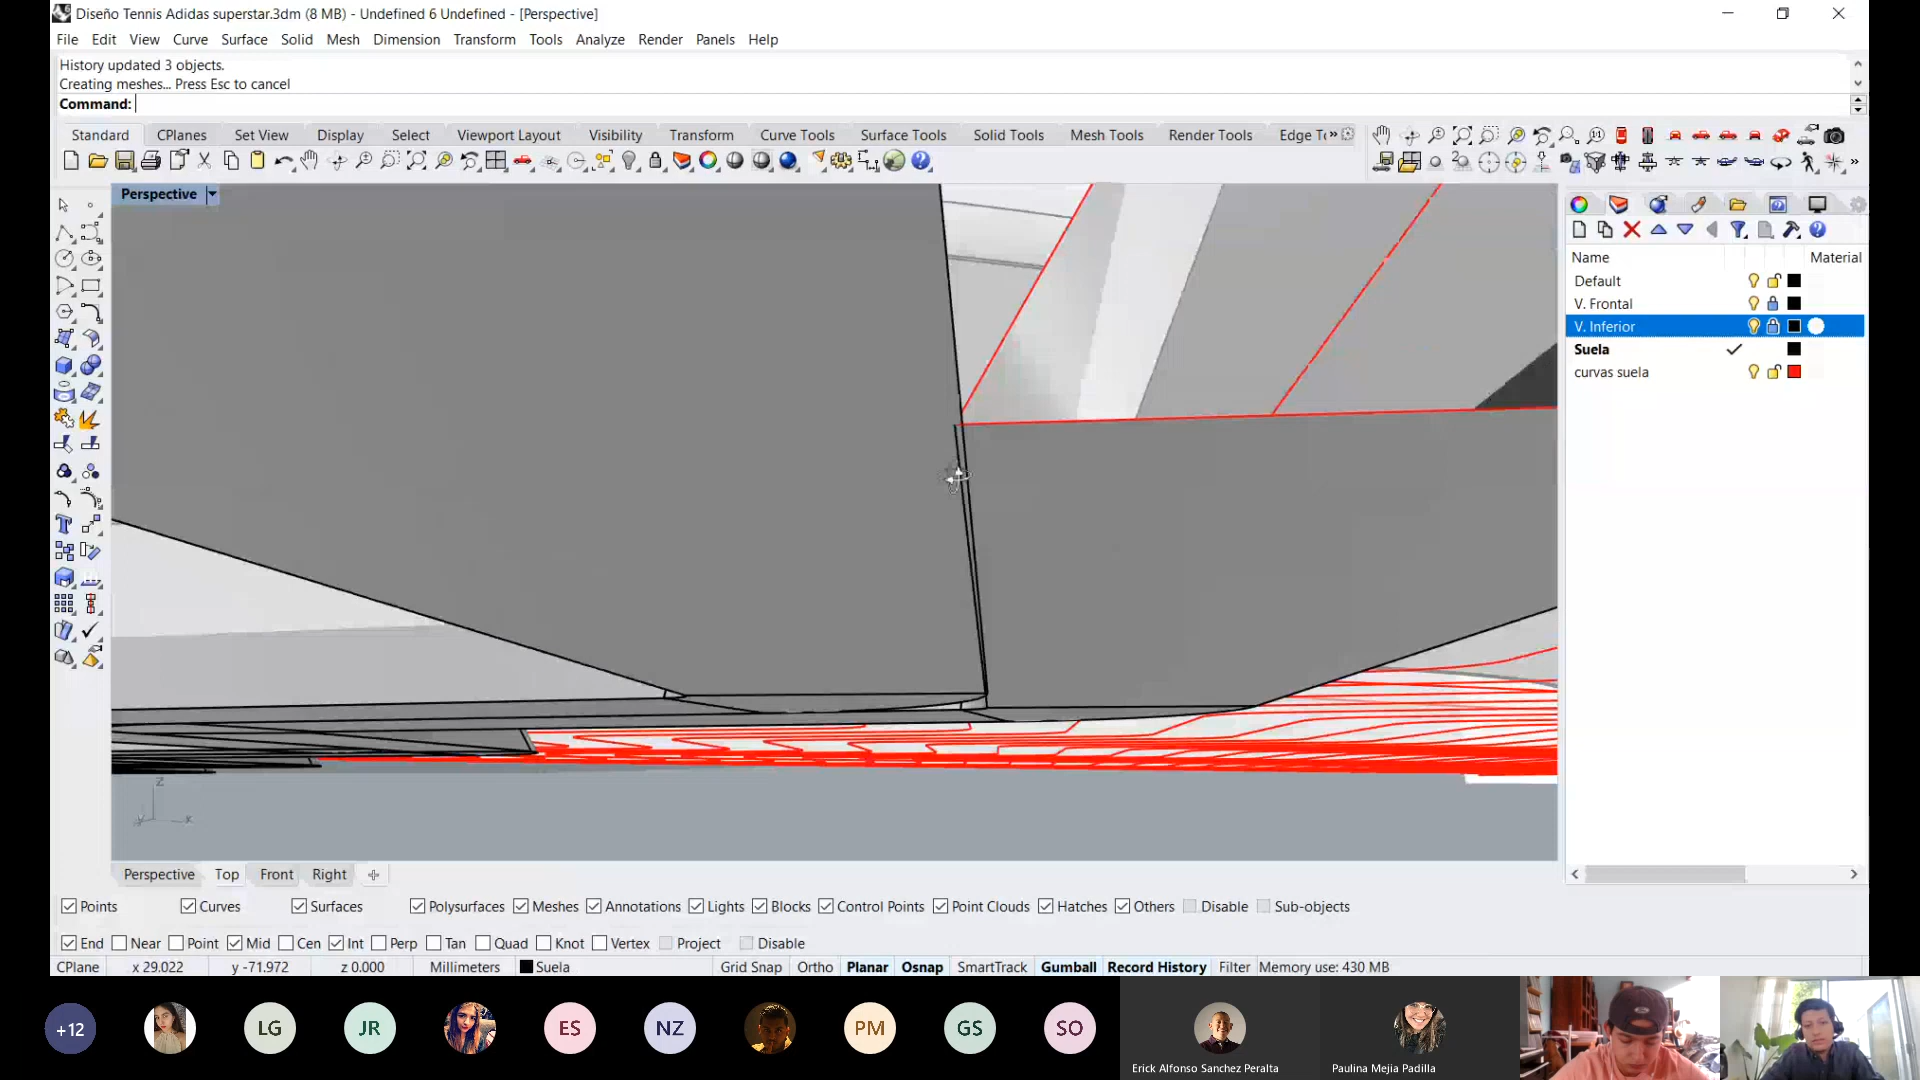 Diseño Tennis Adidas superstar.3dm (8 MB) - Undefined 6 Undefined - [Perspective]
File Edit View Curve Surface Solid Mesh Dimension Transform Tools Analyze Render Panels Help
History updated 3 objects.
Creating meshes... Press Esc to cancel
Command:
Standard CPlanes Set View Display Select Viewport Layout Visibility Transform Curve Tools Surface Tools Solid Tools Mesh Tools Render Tools Edge To
Perspective
Name Material
Default
V. Frontal
V. Inferior
Suela
curvas suela
z
y x
Perspective Top Front Right
Points Curves Surfaces Polysurfaces Meshes Annotations Lights Blocks Control Points Point Clouds Hatches Others Disable Sub-objects
End Near Point Mid Cen Int Perp Tan Quad Knot Vertex Project Disable
CPlane x 29.022 y -71.972 z 0.000 Millimeters Suela Grid Snap Ortho Planar Osnap SmartTrack Gumball Record History Filter Memory use: 430 MB
+12 LG JR ES NZ PM GS SO
Erick Alfonso Sanchez Peralta Paulina Mejia Padilla